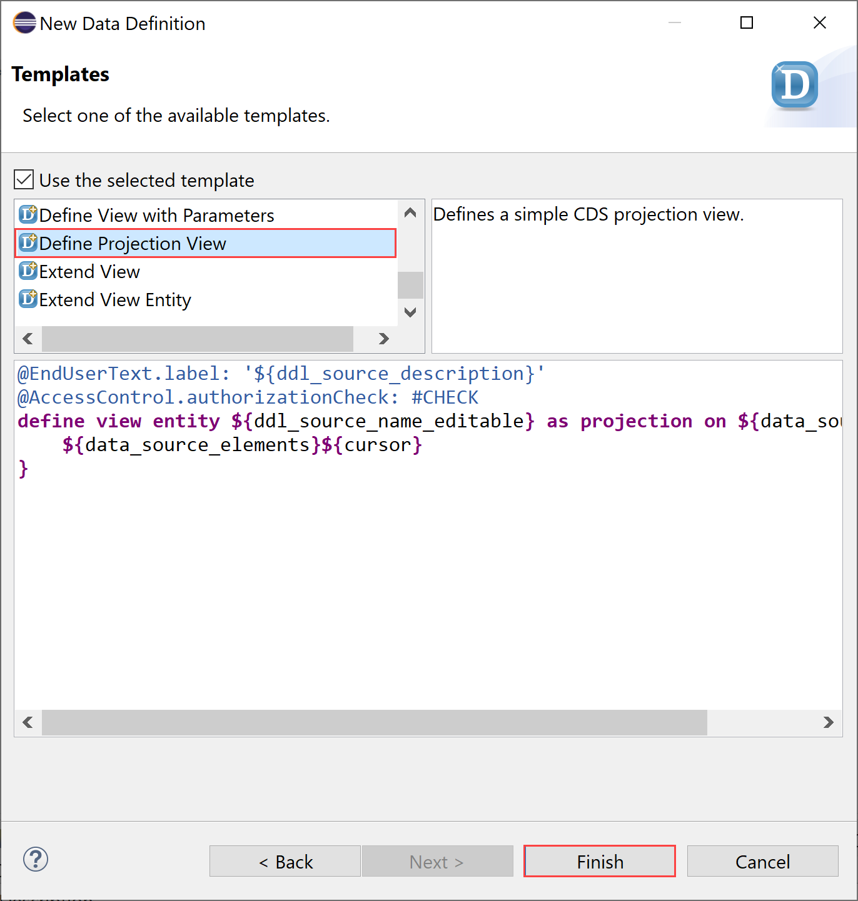 New Data Definition
Templates
Select one of the available templates.
D
Use the selected template
Define View with Parameters
Define Projection View
Extend View
Extend View Entity
Defines a simple CDS projection view.
@EndUserText.label: '${ddl_source_description}'
@AccessControl.authorizationCheck: #CHECK
define view entity ${ddl_source_name_editable} as projection on ${data_sou
${data_source_elements}${cursor}
}
?
< Back
Next >
Finish
Cancel